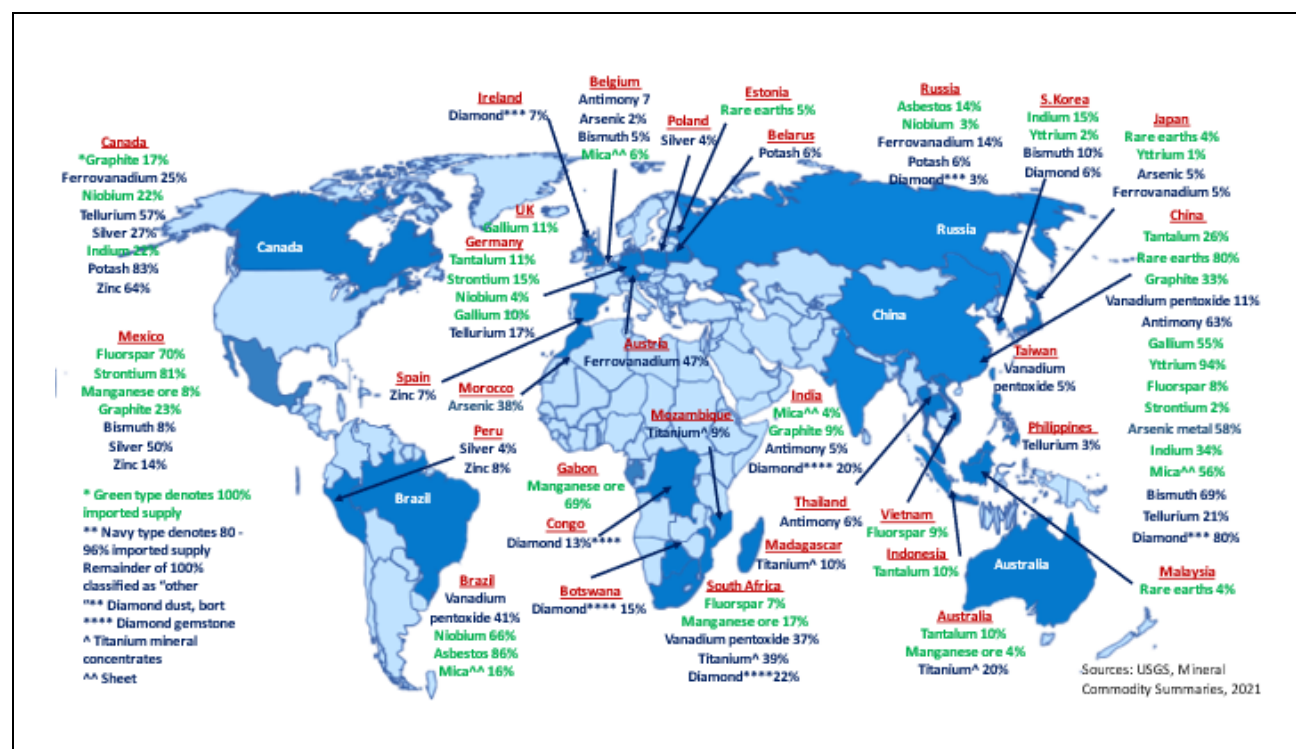 Canada
*Graphite 17%
Ferrovanadium 25%
Niobium 22%
Tellurium 57%
Silver 27%
Indium 22%
Potash 83%
Zinc 64%
Mexico
Fluorspar 70%
Strontium 81%
Manganese ore 8%
Graphite 23%
Bismuth 8%
Silver 50%
Zinc 14%
* Green type denotes 100%
imported supply
** Navy type denotes 80 -
96% imported supply
Remainder of 100%
classified as "other
"** Diamond dust, bort
**** Diamond gemstone
^ Titanium mineral
concentrates
^^ Sheet
Canada
Ireland
Diamond*** 7%
Belgium
Antimony 7
Arsenic 2%
Bismuth 5%
Mica^^ 6%
Poland
Silver 4%
Estonia
Rare earths 5%
Belarus
Potash 6%
Russia
Asbestos 14%
Niobium 3%
Ferrovanadium 14%
Potash 6%
Diamond*** 3%
S.Korea
Indium 15%
Yttrium 2%
Bismuth 10%
Diamond 6%
Japan
Rare earths 4%
Yttrium 1%
Arsenic 5%
Ferrovanadium 5%
UK
Gallium 11%
Germany
Tantalum 11%
Strontium 15%
Niobium 4%
Gallium 10%
Tellurium 17%
Russia
China
China
Tantalum 26%
Rare earths 80%
Graphite 33%
Vanadium pentoxide 11%
Antimony 63%
Gallium 55%
Yttrium 94%
Fluorspar 8%
Strontium 2%
Arsenic metal 58%
Indium 34%
Mica^^ 56%
Bismuth 69%
Tellurium 21%
Diamond*** 80%
Austria
Ferrovanadium 47%
Spain
Zinc 7%
Morocco
Arsenic 38%
Peru
Silver 4%
Zinc 8%
Mozambique
Titanium^ 9%
India
Mica^^ 4%
Graphite 9%
Antimony 5%
Diamond**** 20%
Taiwan
Vanadium
pentoxide 5%
Philippines
Tellurium 3%
Brazil
Gabon
Manganese ore
69%
Congo
Diamond 13%****
Thailand
Antimony 6%
Vietnam
Fluorspar 9%
Indonesia
Tantalum 10%
Madagascar
Titanium^ 10%
Botswana
Diamond**** 15%
Brazil
Vanadium
pentoxide 41%
Niobium 66%
Asbestos 86%
Mica^^ 16%
South Africa
Fluorspar 7%
Manganese ore 17%
Vanadium pentoxide 37%
Titanium^ 39%
Diamond****22%
Australia
Malaysia
Rare earths 4%
Australia
Tantalum 10%
Manganese ore 4%
Titanium^ 20%
Sources: USGS, Mineral
Commodity Summaries, 2021